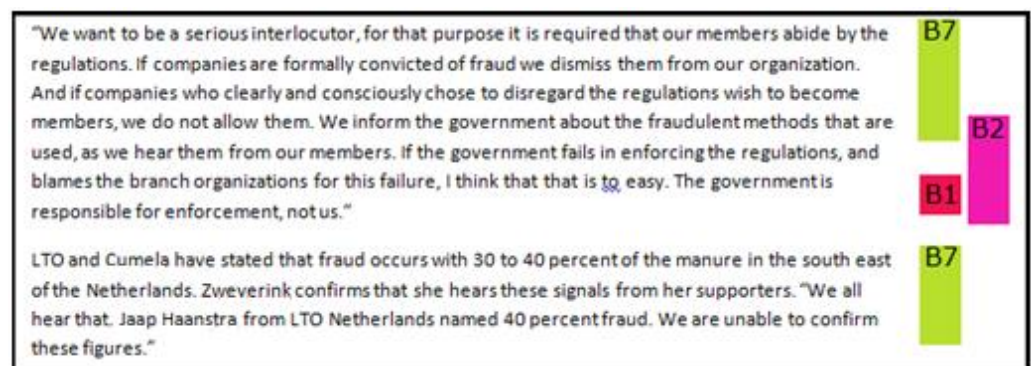 “We want to be a serious interlocutor, for that purpose it is required that our members abide by the
regulations. If companies are formally convicted of fraud we dismiss them from our organization.
And if companies who clearly and consciously chose to disregard the regulations wish to become
members, we do not allow them. We inform the government about the fraudulent methods that are
used, as we hear them from our members. If the government fails in enforcing the regulations, and
blames the branch organizations for this failure, I think that that is to easy. The government is
responsible for enforcement, not us.”
LTO and Cumela have stated that fraud occurs with 30 to 40 percent of the manure in the south east
of the Netherlands. Zweverink confirms that she hears these signals from her supporters. “We all
hear that. Jaap Haanstra from LTO Netherlands named 40 percent fraud. We are unable to confirm
these figures.”
B7
B2
B1
B7